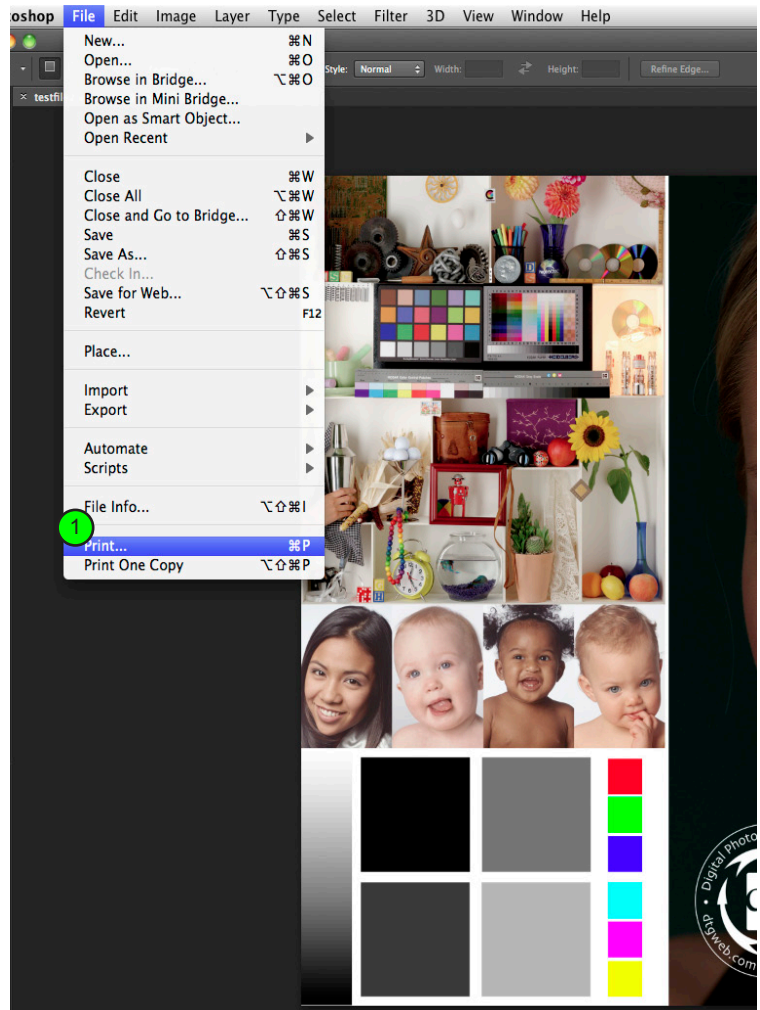 oshop File Edit Image Layer Type Select Filter 3D View Window Help
Style: Normal Width: Height: Refine Edge...
× testfil
New... ⌘N
Open... ⌘O
Browse in Bridge... ⌥⌘O
Browse in Mini Bridge...
Open as Smart Object...
Open Recent ▶
Close ⌘W
Close All ⌥⌘W
Close and Go to Bridge... ⇧⌘W
Save ⌘S
Save As... ⇧⌘S
Check In...
Save for Web... ⌥⇧⌘S
Revert F12
Place...
Import ▶
Export ▶
Automate ▶
Scripts ▶
File Info... ⌥⇧⌘I
1
Print... ⌘P
Print One Copy ⌥⇧⌘P
Digital Photo
dtgweb.com